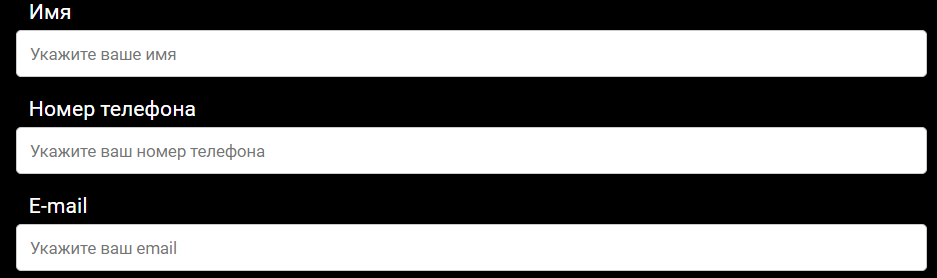 Имя
Укажите ваше имя
Номер телефона
Укажите ваш номер телефона
E-mail
Укажите ваш email